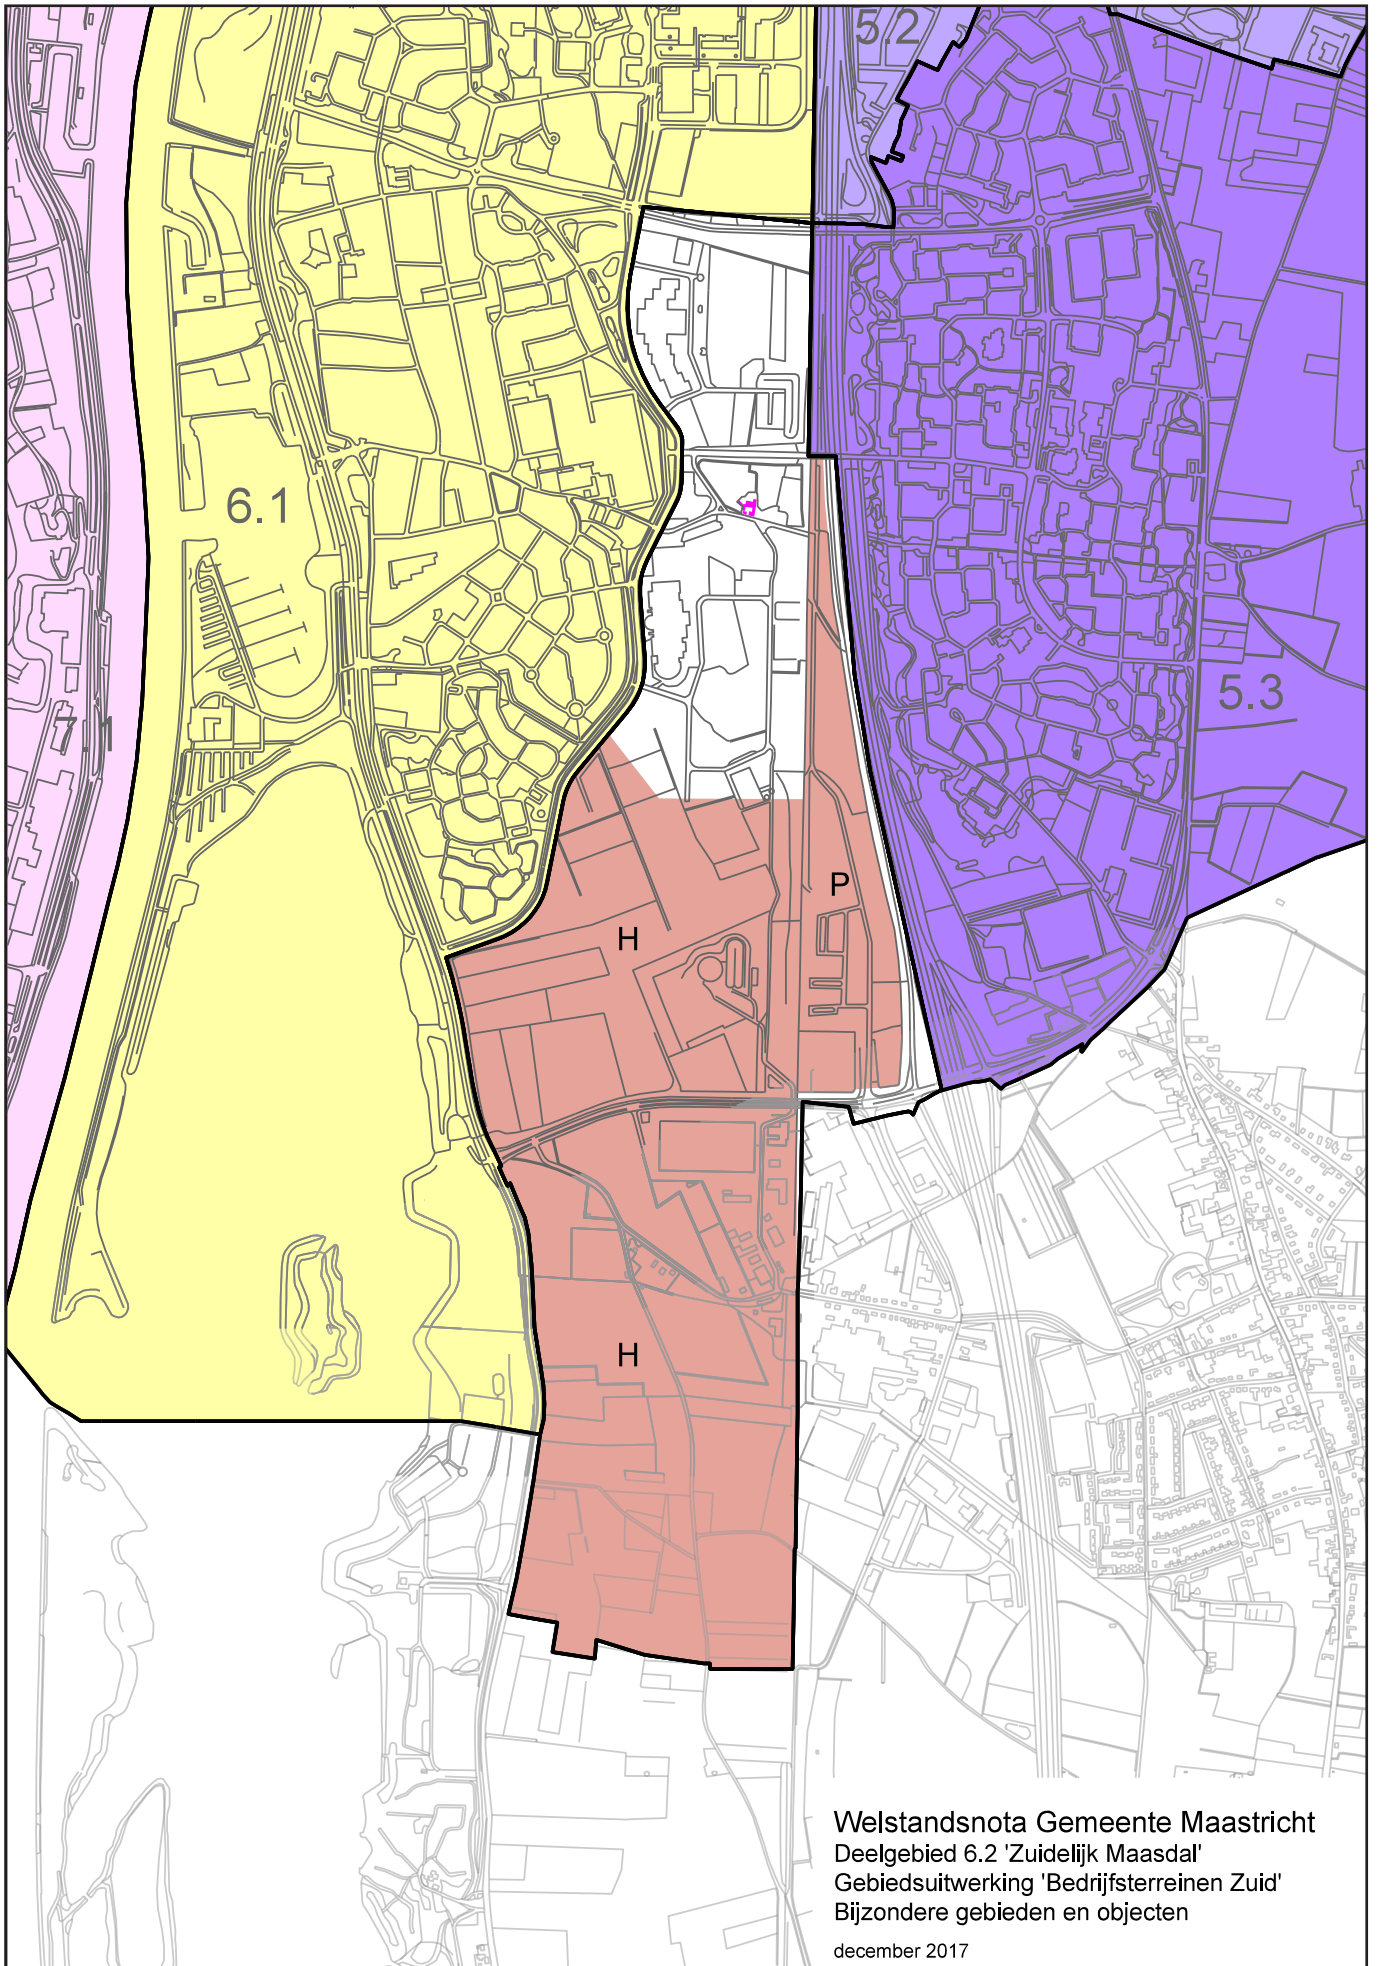 5.2
6.1
7.1
5.3
P
H
H
Welstandsnota Gemeente Maastricht
Deelgebied 6.2 'Zuidelijk Maasdal'
Gebiedsuitwerking 'Bedrijfsterreinen Zuid'
Bijzondere gebieden en objecten
december 2017